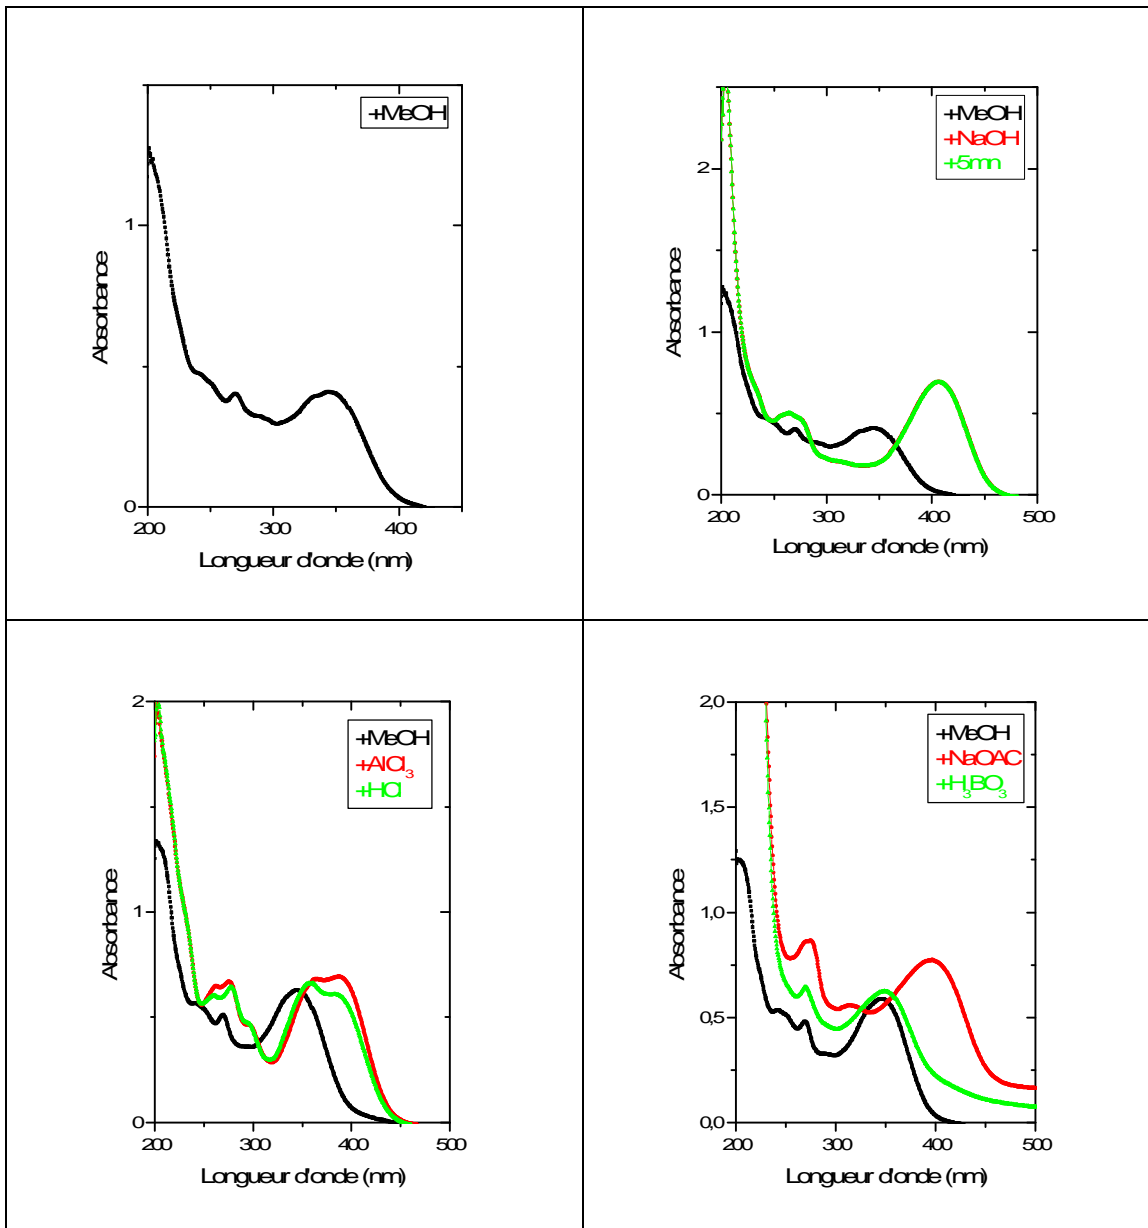 +MeOH
1
0
200
300
400
Absorbance
Longueur d'onde (nm)
+MeOH
+NaOH
+5mn
2
1
0
200
300
400
500
Absorbance
Longueur d'onde (nm)
+MeOH
+AlCl3
+HCl
2
1
0
200
300
400
500
Absorbance
Longueur d'onde (nm)
+MeOH
+NaOAC
+H3BO3
2,0
1,5
1,0
0,5
0,0
200
300
400
500
Absorbance
Longueur d'onde (nm)